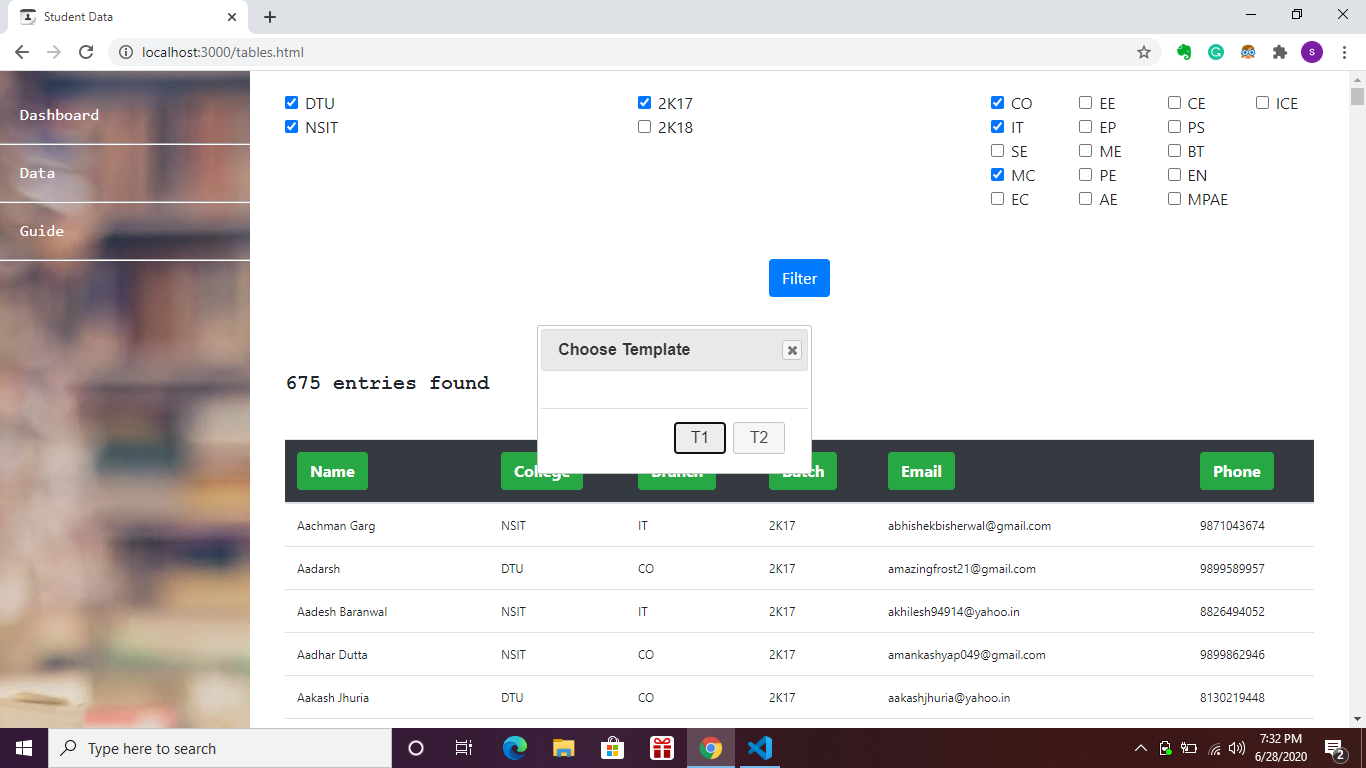 Student Data
localhost:3000/tables.html
S
Dashboard
Data
Guide
DTU
NSIT
2K17
2K18
CO EE CE ICE
IT EP PS
SE ME BT
MC PE EN
EC AE MPAE
Filter
Choose Template
675 entries found
T1 T2
Name College Branch Batch Email Phone
Aachman Garg NSIT IT 2K17 abhishekbisherwal@gmail.com 9871043674
Aadarsh DTU CO 2K17 amazingfrost21@gmail.com 9899589957
Aadesh Baranwal NSIT IT 2K17 akhilesh94914@yahoo.in 8826494052
Aadhar Dutta NSIT CO 2K17 amankashyap049@gmail.com 9899862946
Aakash Jhuria DTU CO 2K17 aakashjhuria@yahoo.in 8130219448
Type here to search
7:32 PM
6/28/2020
2